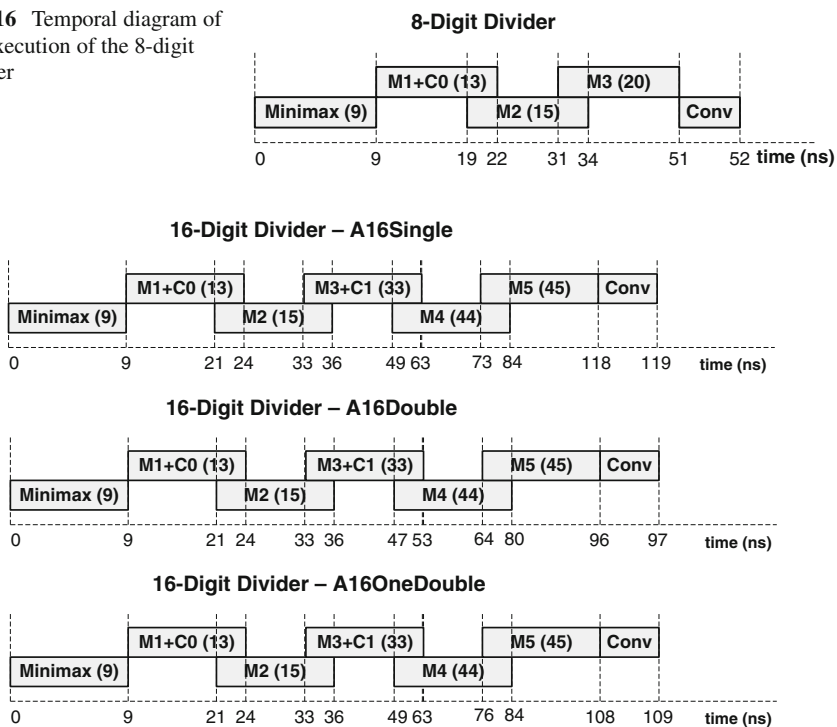 16 Temporal diagram of
xecution of the 8-digit
er
8-Digit Divider
M1+C0 (13) M3 (20)
Minimax (9) M2 (15) Conv
0 9 19 22 31 34 51 52 time (ns)
16-Digit Divider – A16Single
M1+C0 (13) M3+C1 (33) M5 (45) Conv
Minimax (9) M2 (15) M4 (44)
0 9 21 24 33 36 49 63 73 84 118 119 time (ns)
16-Digit Divider – A16Double
M1+C0 (13) M3+C1 (33) M5 (45) Conv
Minimax (9) M2 (15) M4 (44)
0 9 21 24 33 36 47 53 64 80 96 97 time (ns)
16-Digit Divider – A16OneDouble
M1+C0 (13) M3+C1 (33) M5 (45) Conv
Minimax (9) M2 (15) M4 (44)
0 9 21 24 33 36 49 63 76 84 108 109 time (ns)